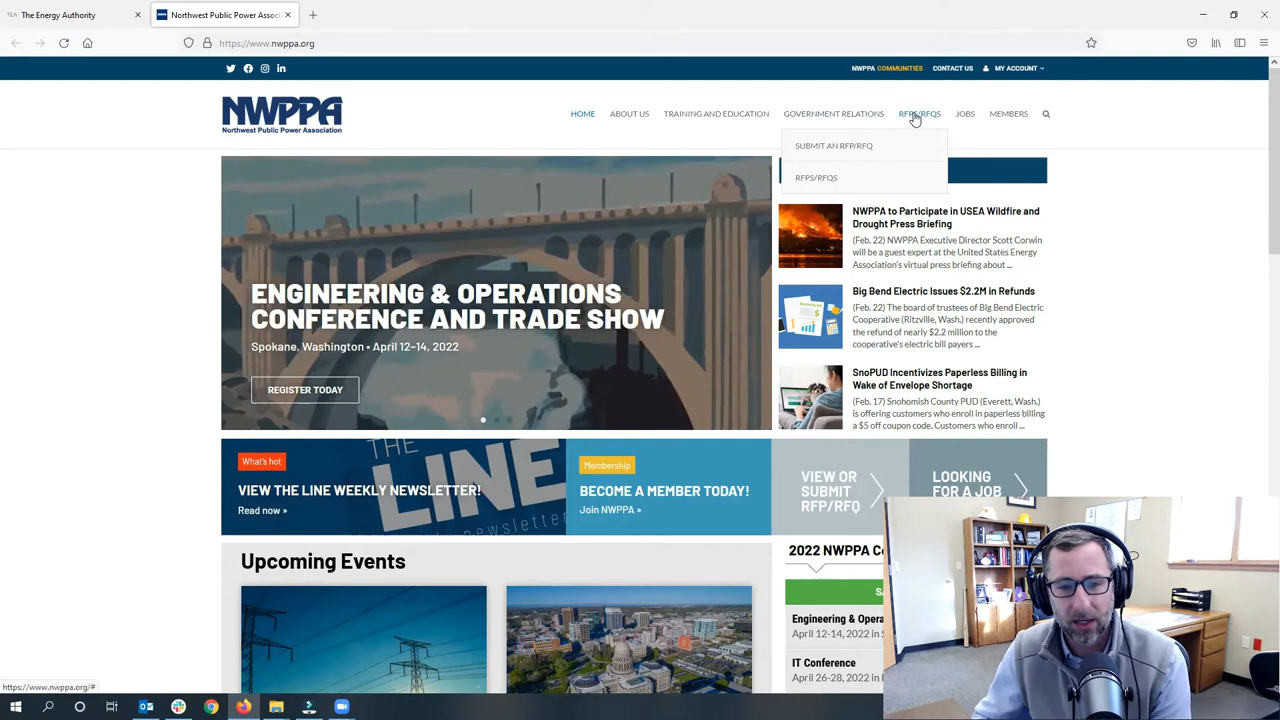 TEA The Energy Authority
Northwest Public Power Associ
https://www.nwppa.org
NWPPA COMMUNITIES CONTACT US MY ACCOUNT
NWPPA
Northwest Public Power Association
HOME ABOUT US TRAINING AND EDUCATION GOVERNMENT RELATIONS RFPS/RFQS JOBS MEMBERS
SUBMIT AN RFP/RFQ
RFPS/RFQS
ENGINEERING & OPERATIONS
CONFERENCE AND TRADE SHOW
Spokane, Washington • April 12–14, 2022
REGISTER TODAY
NWPPA to Participate in USEA Wildfire and
Drought Press Briefing
(Feb. 22) NWPPA Executive Director Scott Corwin
will be a guest expert at the United States Energy
Association's virtual press briefing about ...
Big Bend Electric Issues $2.2M in Refunds
(Feb. 22) The board of trustees of Big Bend Electric
Cooperative (Ritzville, Wash.) recently approved
the refund of nearly $2.2 million to the
cooperative's electric bill payers ...
SnoPUD Incentivizes Paperless Billing in
Wake of Envelope Shortage
(Feb. 17) Snohomish County PUD (Everett, Wash.)
is offering customers who enroll in paperless billing
a $5 off coupon code. Customers who enroll ...
What's hot
VIEW THE LINE WEEKLY NEWSLETTER!
Read now »
THE
LINE
newsletter
Membership
BECOME A MEMBER TODAY!
Join NWPPA »
VIEW OR
SUBMIT
RFP/RFQ
LOOKING
FOR A JOB
Upcoming Events
2022 NWPPA Co
Engineering & Opera
April 12-14, 2022 in S
IT Conference
April 26-28, 2022 in
https://www.nwppa.org/#